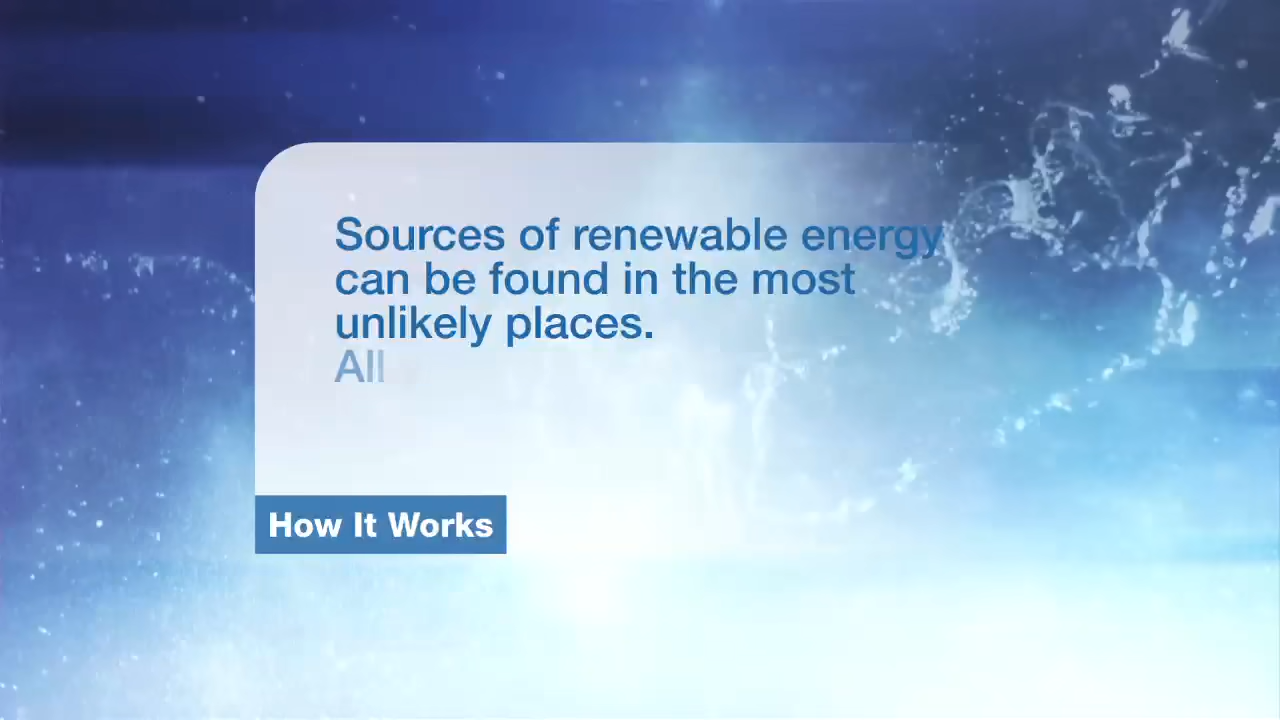 Sources of renewable energy
can be found in the most
unlikely places.
All
How It Works